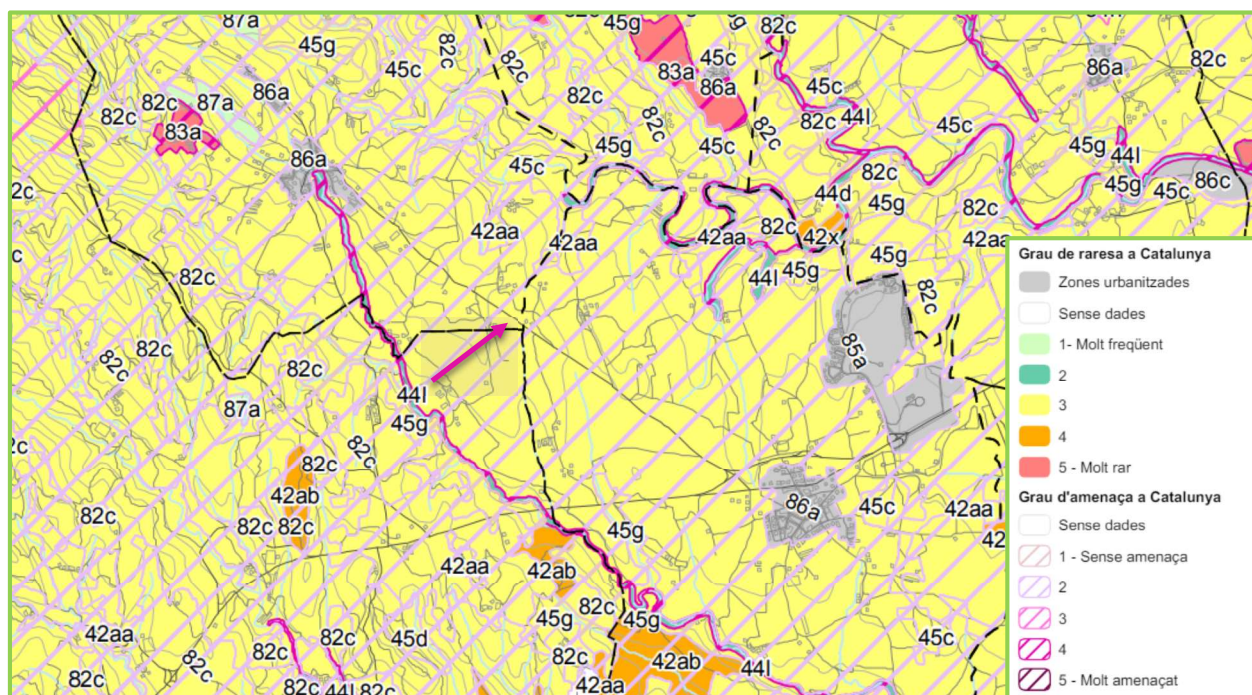 87a
45g
82c
45c
82c
82c
45g
45c
83a
86a
82c
82c
45c
82c
44l
86a
82c
82c
82c
87a
83a
86a
82c
82c
45c
45g
45c
82c
45c
45g
44l
45g
45c
86c
2c
42aa
42aa
42aa
82c
44d
42x
45g
82c
42aa
82c
c
44l
45g
45g
82c
85a
82c
82c
82c
87a
44l
45g
82c
2c
82c
42ab
82c
82c
82c
86a
45c
42aa
42
42aa
42ab
45g
45g
82c
45g
42aa
82c
45d
82c
82c
82c
44l
82c
82c
42ab
42aa
44l
45c
Grau de raresa a Catalunya
Zones urbanitzades
Sense dades
1- Molt freqüent
2
3
4
5 - Molt rar
Grau d'amenaça a Catalunya
Sense dades
1 - Sense amenaça
2
3
4
5 - Molt amenaçat